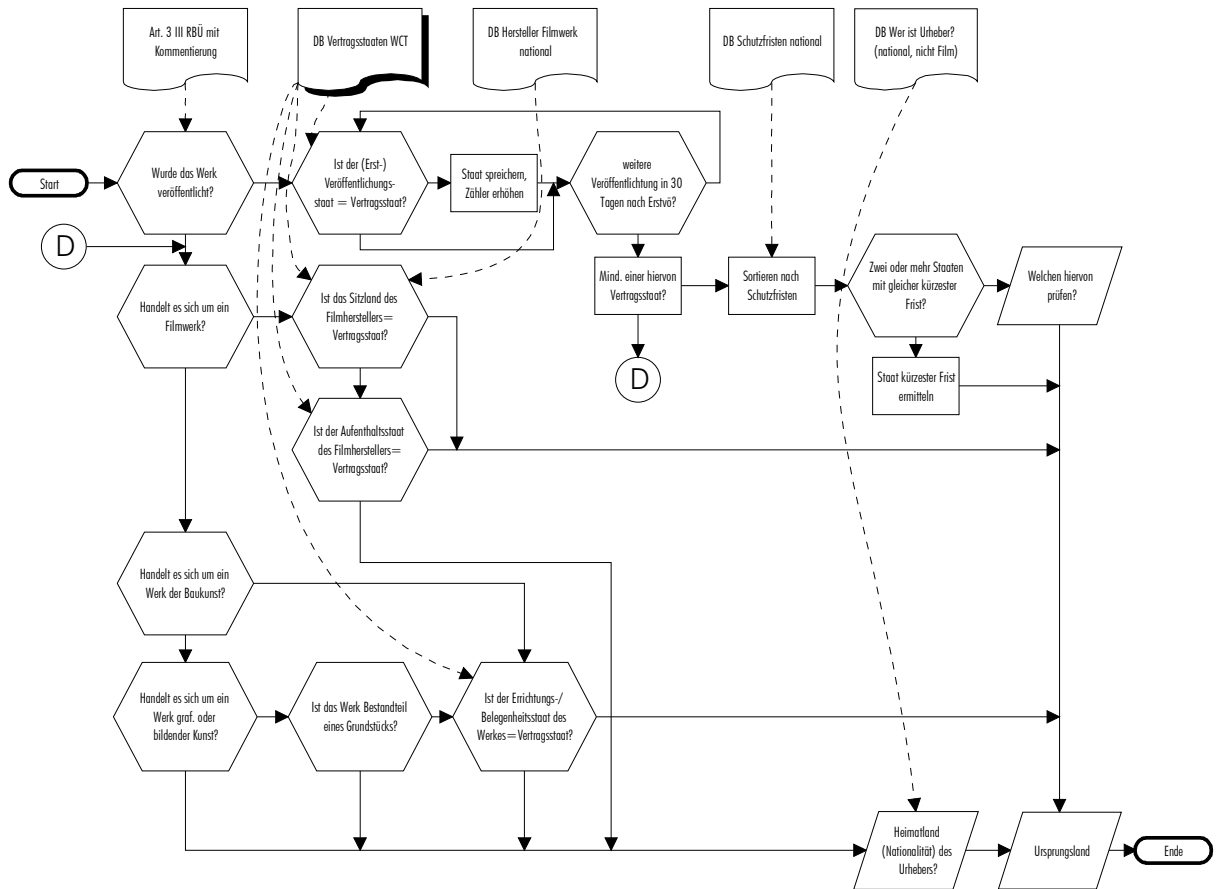 Art. 3 III RBÜ mit
Kommentierung
DB Vertragsstaaten WCT
DB Hersteller Filmwerk
national
DB Schutzfristen national
DB Wer ist Urheber?
(national, nicht Film)
Start
Wurde das Werk
veröffentlicht?
Ist der (Erst-)
Veröffentlichungs-
staat = Vertragsstaat?
Staat speichern,
Zähler erhöhen
weitere
Veröffentlichtung in 30
Tagen nach Erstvö?
D
Handelt es sich um ein
Filmwerk?
Ist das Sitzland des
Filmherstellers=
Vertragsstaat?
Mind. einer hiervon
Vertragsstaat?
Sortieren nach
Schutzfristen
Zwei oder mehr Staaten
mit gleicher kürzester
Frist?
Welchen hiervon
prüfen?
D
Staat kürzester Frist
ermitteln
Ist der Aufenthaltsstaat
des Filmherstellers=
Vertragsstaat?
Handelt es sich um ein
Werk der Baukunst?
Handelt es sich um ein
Werk graf. oder
bildender Kunst?
Ist das Werk Bestandteil
eines Grundstücks?
Ist der Errichtungs-/
Belegenheitsstaat des
Werkes=Vertragsstaat?
Heimatland
(Nationalität) des
Urhebers?
Ursprungsland
Ende